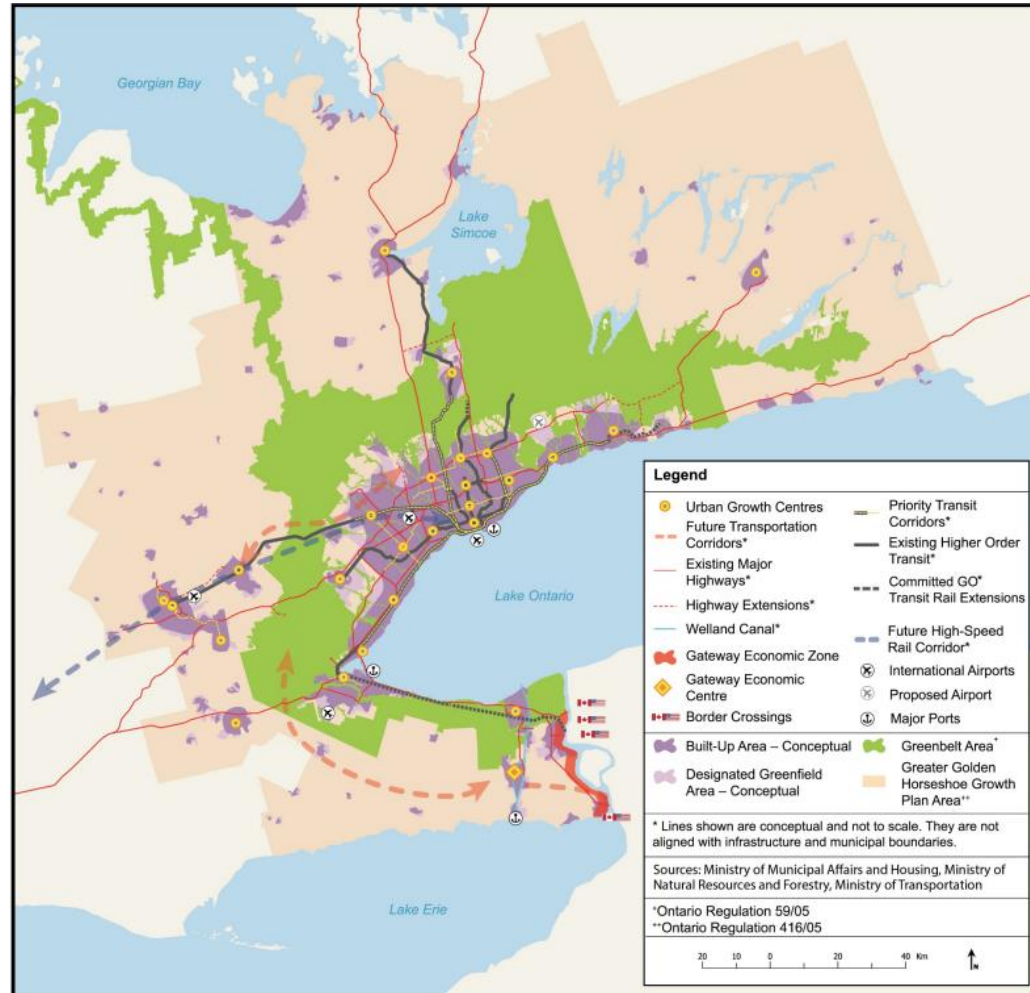 Georgian Bay
Lake
Simcoe
Lake Ontario
Lake Erie
Legend
Urban Growth Centres
Future Transportation
Corridors*
Existing Major
Highways*
Highway Extensions*
Welland Canal*
Gateway Economic Zone
Gateway Economic
Centre
Border Crossings
Priority Transit
Corridors*
Existing Higher Order
Transit*
Committed GO*
Transit Rail Extensions
Future High-Speed
Rail Corridor*
International Airports
Proposed Airport
Major Ports
Built-Up Area – Conceptual
Designated Greenfield
Area – Conceptual
Greenbelt Area+
Greater Golden
Horseshoe Growth
Plan Area++
* Lines shown are conceptual and not to scale. They are not
aligned with infrastructure and municipal boundaries.
Sources: Ministry of Municipal Affairs and Housing, Ministry of
Natural Resources and Forestry, Ministry of Transportation
+Ontario Regulation 59/05
++Ontario Regulation 416/05
20 10 0 20 40 Km
N